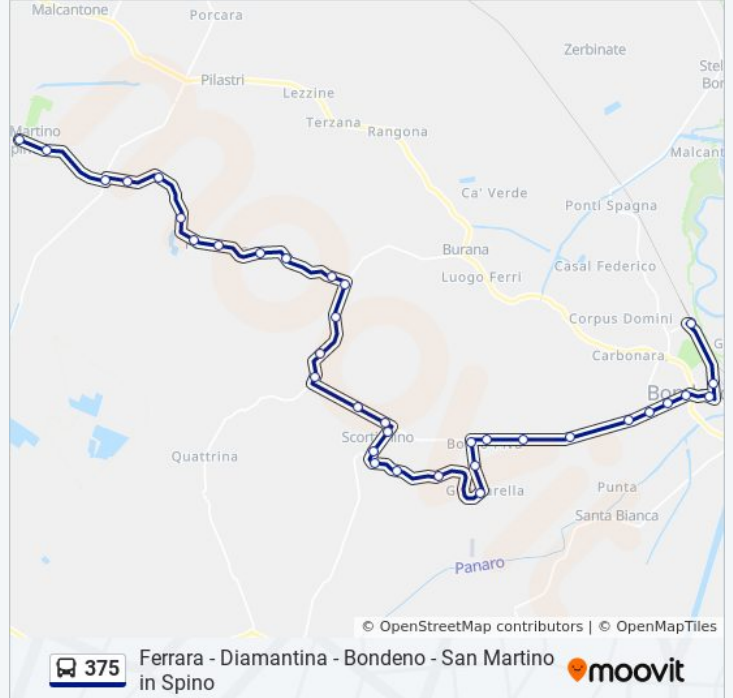 Malcantone
Porcara
Zerbinate
Pilastri
Lezzine
Terzana
Rangona
Martino
Malcant
Ca' Verde
Ponti Spagna
Burana
Luogo Ferri
Casal Federico
Corpus Domini
Carbonara
Quattrina
Punta
Santa Bianca
Panaro
moovit
© OpenStreetMap contributors | © OpenMapTiles
375
Ferrara - Diamantina - Bondeno - San Martino
in Spino
moovit